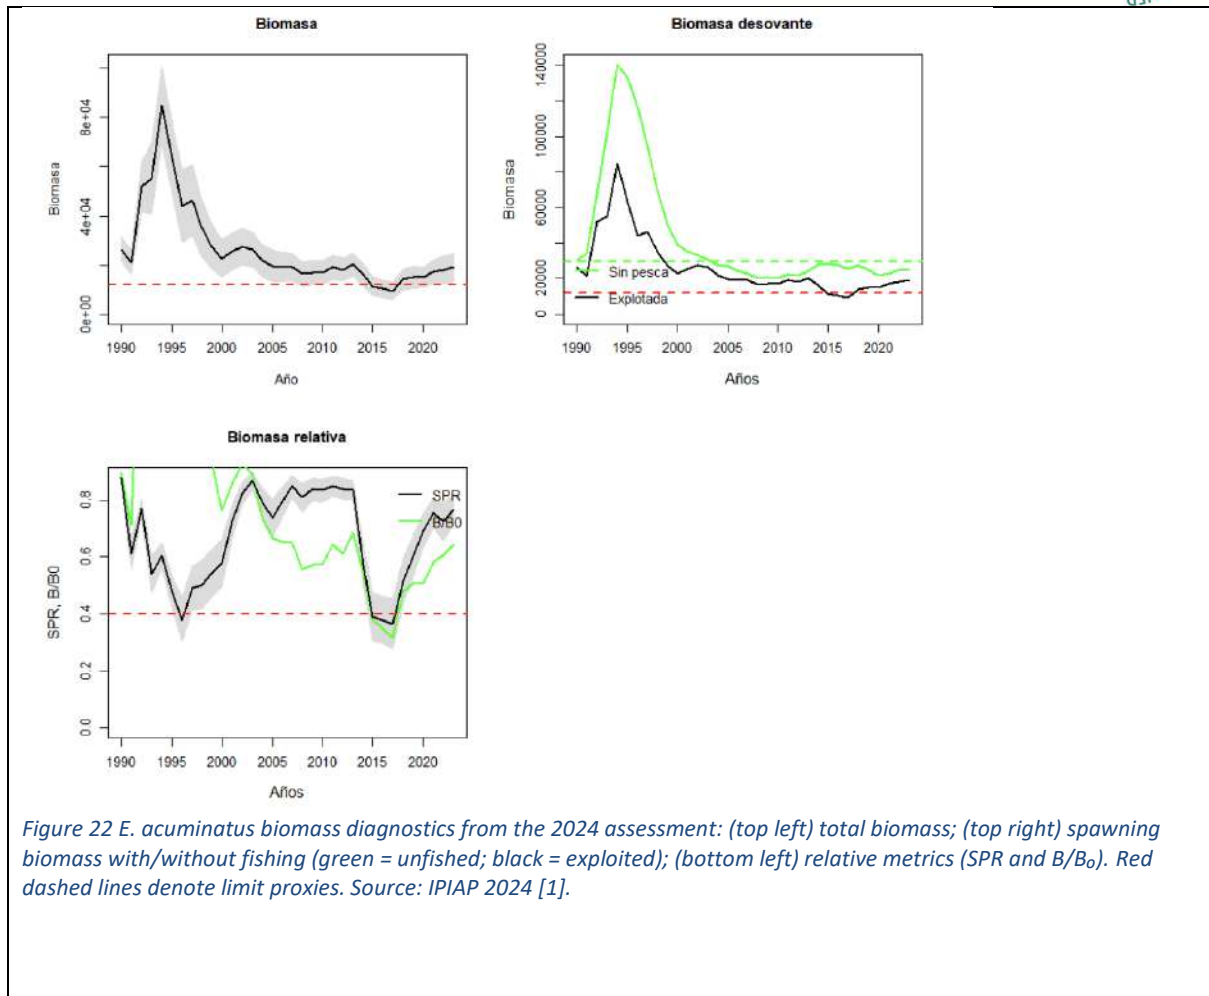 Biomasa
Biomasa
0e+00
4e+04
8e+04
1990
1995
2000
2005
2010
2015
2020
Año
Biomasa desovante
Biomasa
0
20000
60000
100000
140000
Sin pesca
Explotada
1990
1995
2000
2005
2010
2015
2020
Años
Biomasa relativa
SPR, B/B0
0.0
0.2
0.4
0.6
0.8
SPR
B/B0
1990
1995
2000
2005
2010
2015
2020
Años
Figure 22 E. acuminatus biomass diagnostics from the 2024 assessment: (top left) total biomass; (top right) spawning
biomass with/without fishing (green = unfished; black = exploited); (bottom left) relative metrics (SPR and B/B₀). Red
dashed lines denote limit proxies. Source: IPIAP 2024 [1].